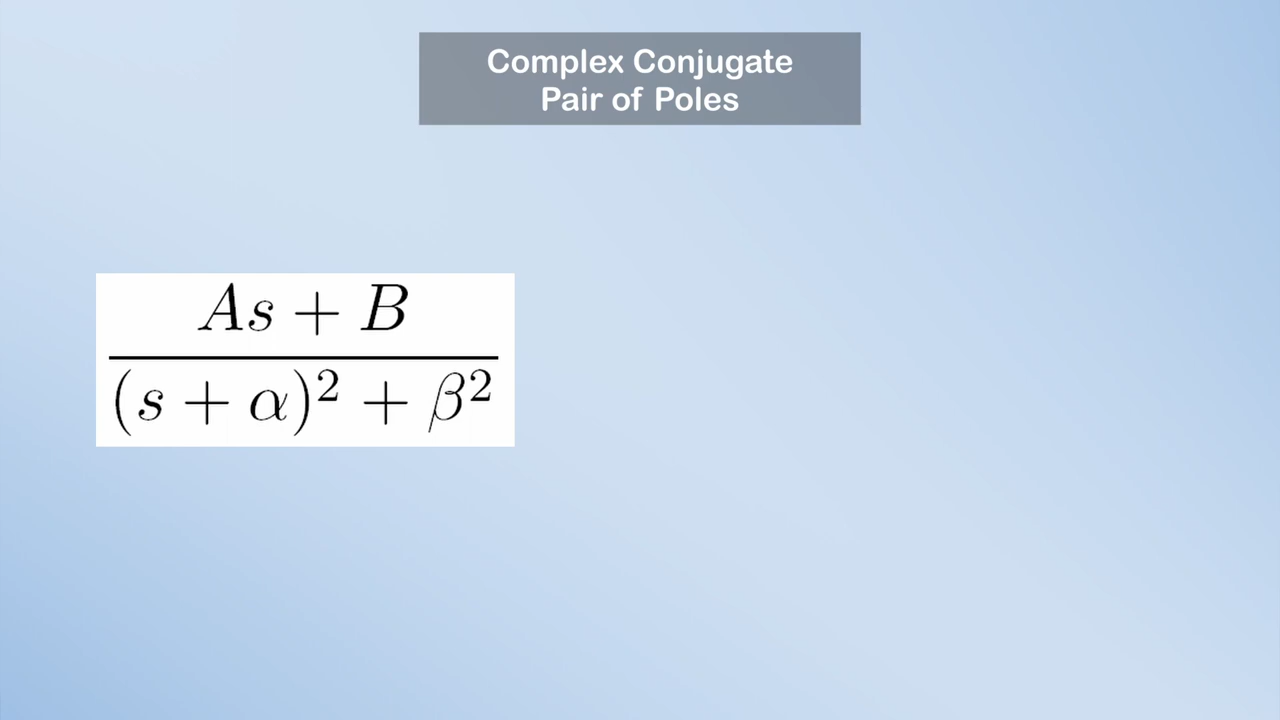 Complex Conjugate
Pair of Poles
As + B
(s + α)² + β²